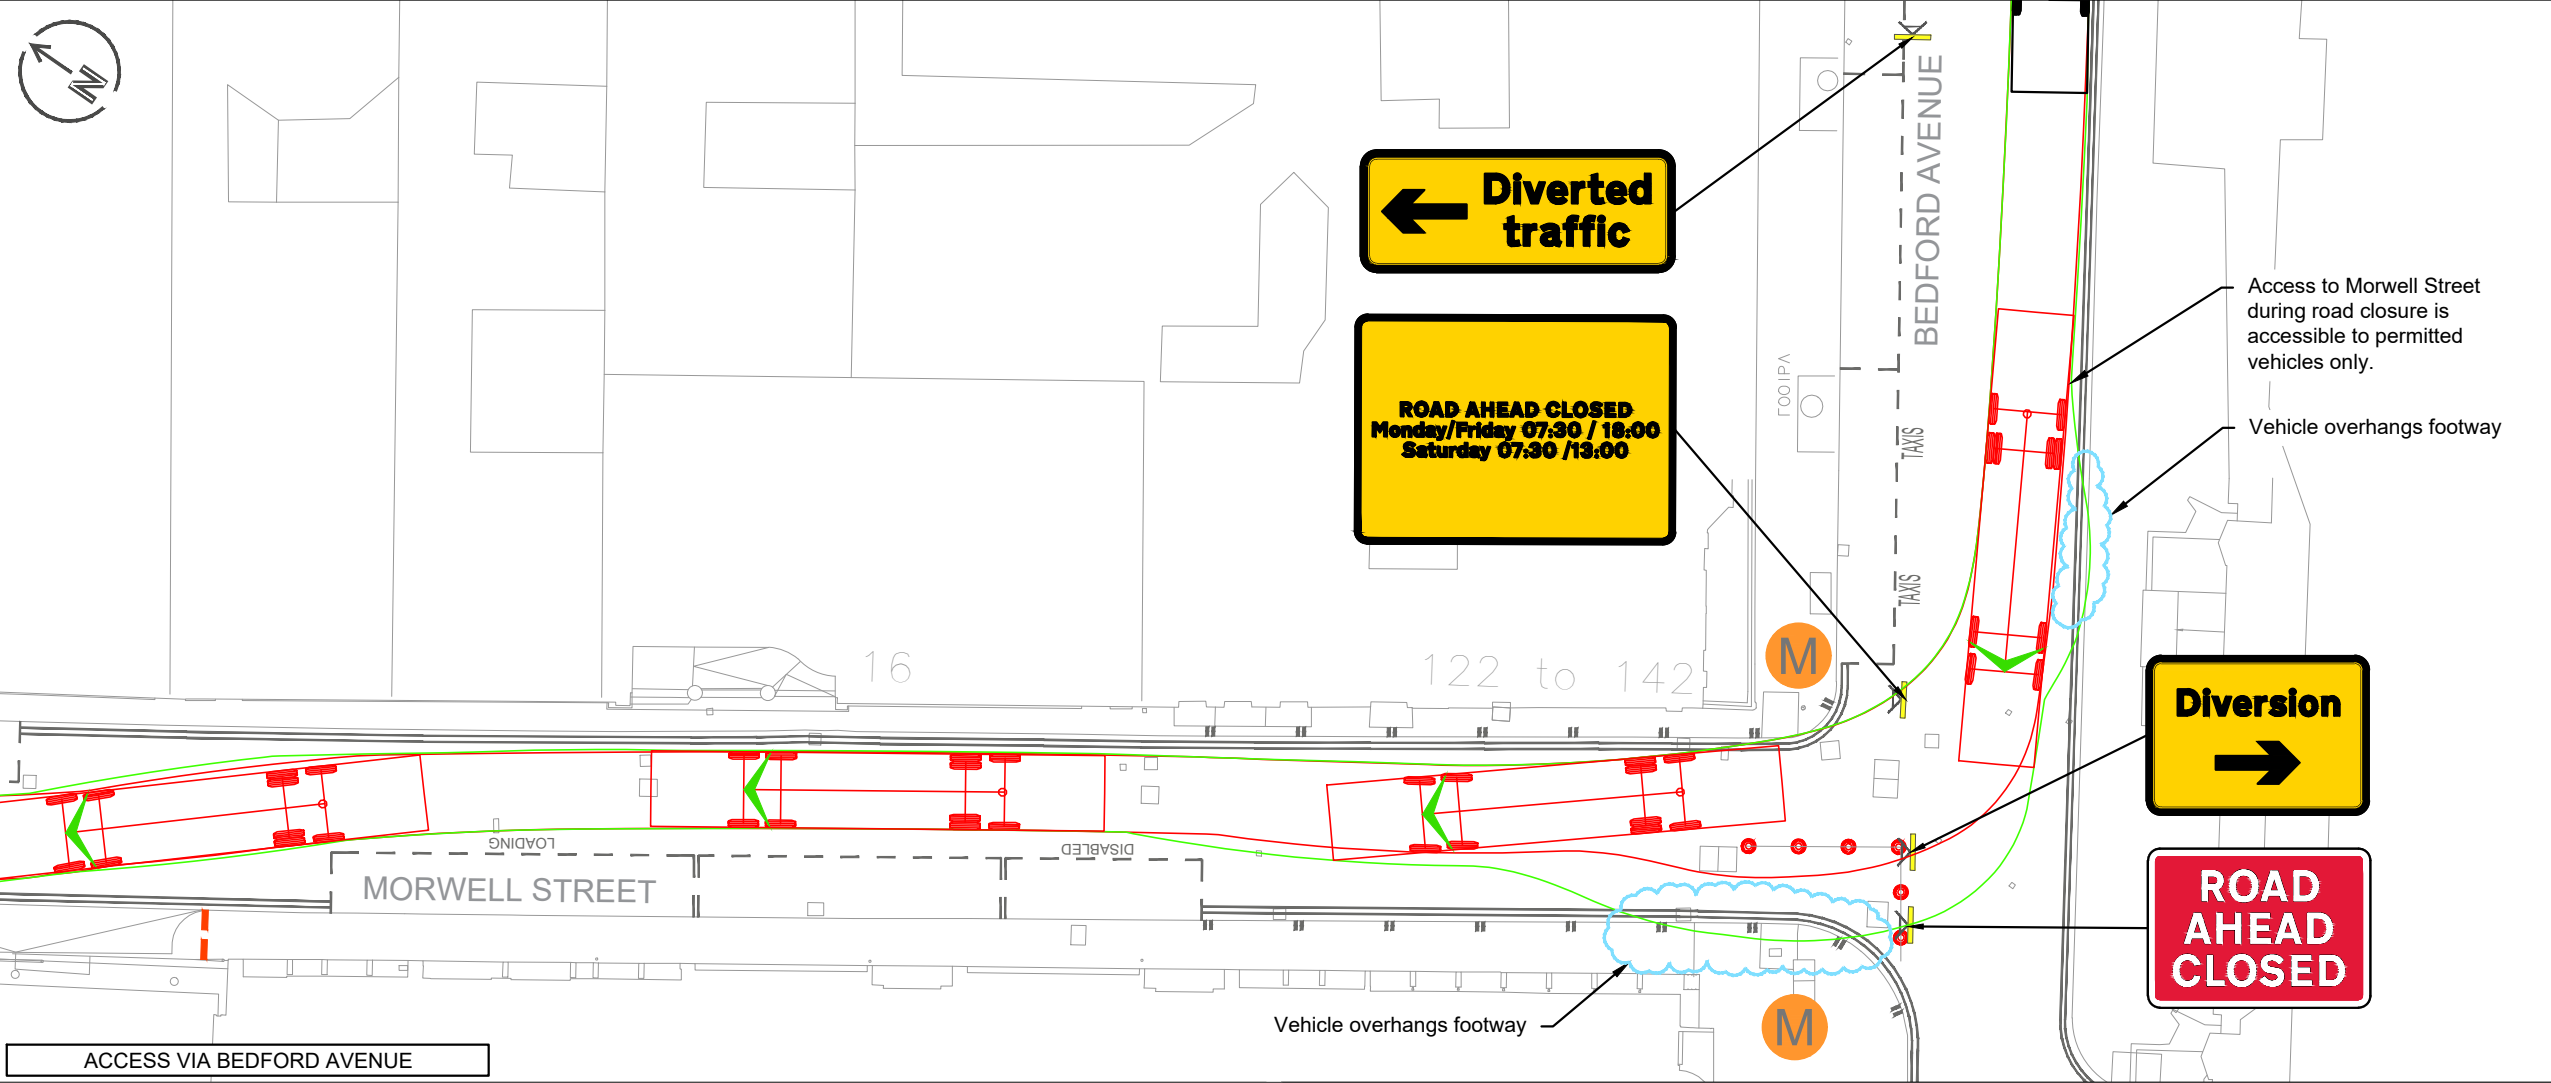 N
BEDFORD AVENUE
Diverted
traffic
Access to Morwell Street
during road closure is
accessible to permitted
vehicles only.
ROAD AHEAD CLOSED
Monday/Friday 07:30 / 18:00
Saturday 07:30 /13:00
Vehicle overhangs footway
TAXIS
TAXIS
16
122 to 142
M
Diversion
LOADING
DISABLED
MORWELL STREET
ROAD
AHEAD
CLOSED
Vehicle overhangs footway
M
ACCESS VIA BEDFORD AVENUE